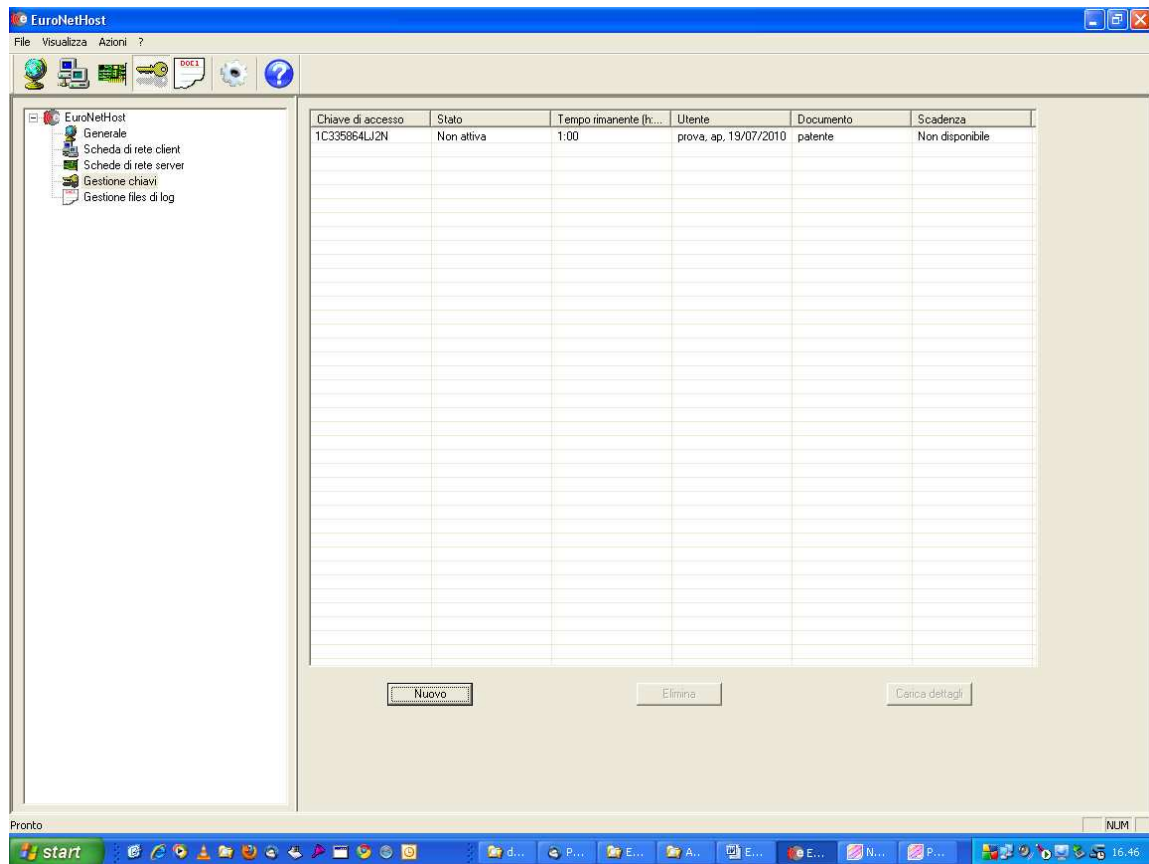 EuroNetHost
File Visualizza Azioni ?
DOC1
EuroNetHost
Generale
Scheda di rete client
Schede di rete server
Gestione chiavi
Gestione files di log
Chiave di accesso Stato Tempo rimanente (h:... Utente Documento Scadenza
1C335864LJ2N Non attiva 1:00 prova, ap, 19/07/2010 patente Non disponibile
Nuovo Elimina Carica dettagli
Pronto NUM
start d... P... E... A... E... E... N... P... 16.46